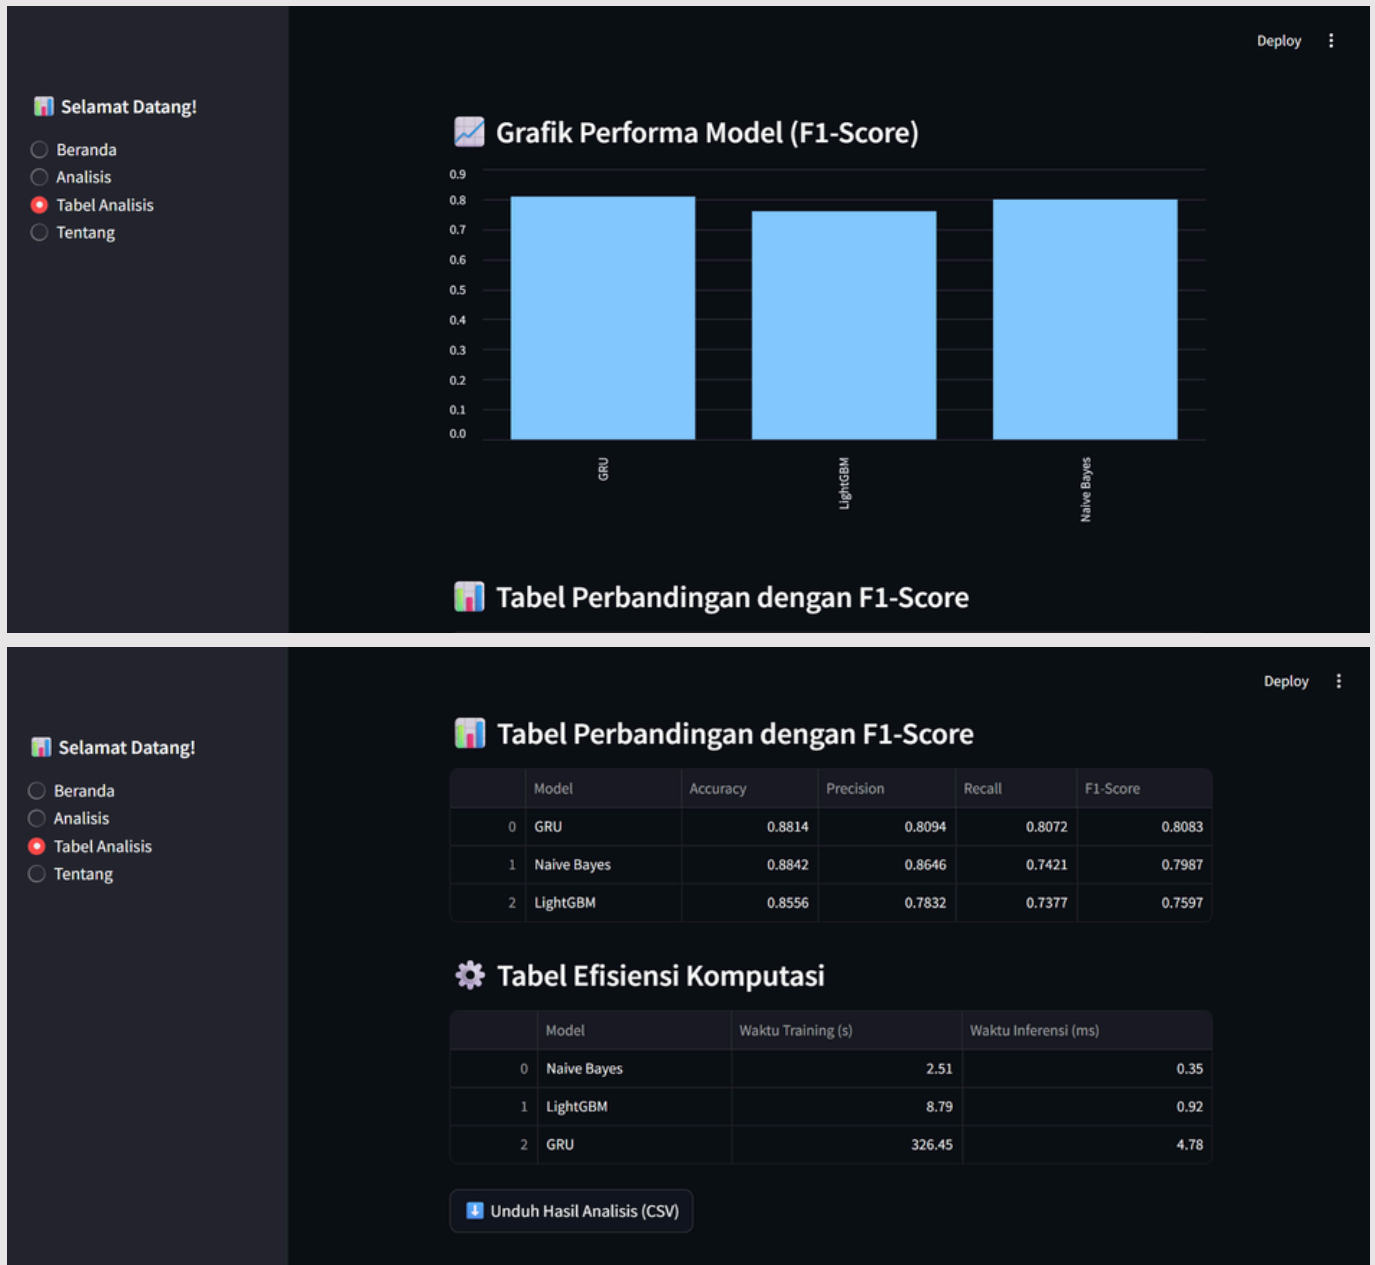 Deploy
Selamat Datang!
Beranda
Analisis
Tabel Analisis
Tentang
Grafik Performa Model (F1-Score)
0.9
0.8
0.7
0.6
0.5
0.4
0.3
0.2
0.1
0.0
GRU
LightGBM
Naive Bayes
Tabel Perbandingan dengan F1-Score
Deploy
Selamat Datang!
Beranda
Analisis
Tabel Analisis
Tentang
Tabel Perbandingan dengan F1-Score
Model Accuracy Precision Recall F1-Score
0 GRU 0.8814 0.8094 0.8072 0.8083
1 Naive Bayes 0.8842 0.8646 0.7421 0.7987
2 LightGBM 0.8556 0.7832 0.7377 0.7597
Tabel Efisiensi Komputasi
Model Waktu Training (s) Waktu Inferensi (ms)
0 Naive Bayes 2.51 0.35
1 LightGBM 8.79 0.92
2 GRU 326.45 4.78
Unduh Hasil Analisis (CSV)